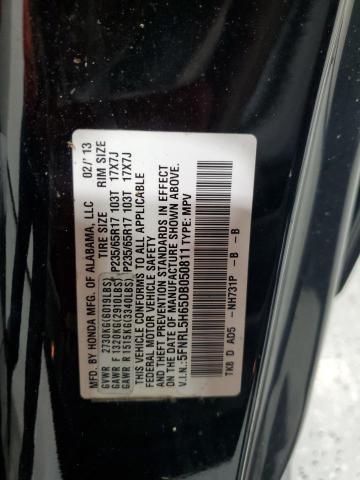 MFD. BY HONDA MFG. OF ALABAMA, LLC 02/'13
TIRE SIZE RIM SIZE
GVWR 2730KG(6019LBS)
GAWR F 1320KG(2910LBS) P235/65R17 103T 17X7J
GAWR R 1515KG(3340LBS) P235/65R17 103T 17X7J
THIS VEHICLE CONFORMS TO ALL APPLICABLE
FEDERAL MOTOR VEHICLE SAFETY AND THEFT PREVENTION STANDARDS
IN EFFECT ON THE DATE OF MANUFACTURE SHOWN ABOVE.
V.I.N.: 5FNRL5H65DB050811 TYPE: MPV
TK8 D AD5 -NH731P -B -B